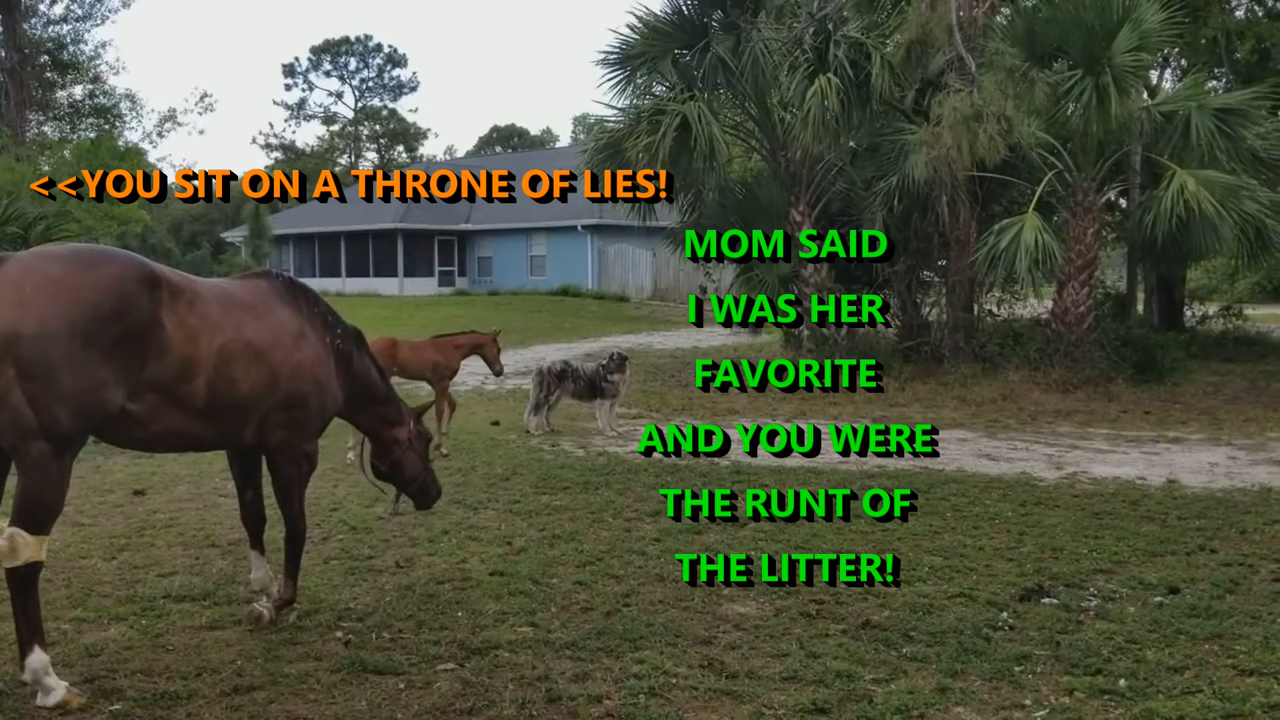 <<YOU SIT ON A THRONE OF LIES!
MOM SAID
I WAS HER
FAVORITE
AND YOU WERE
THE RUNT OF
THE LITTER!